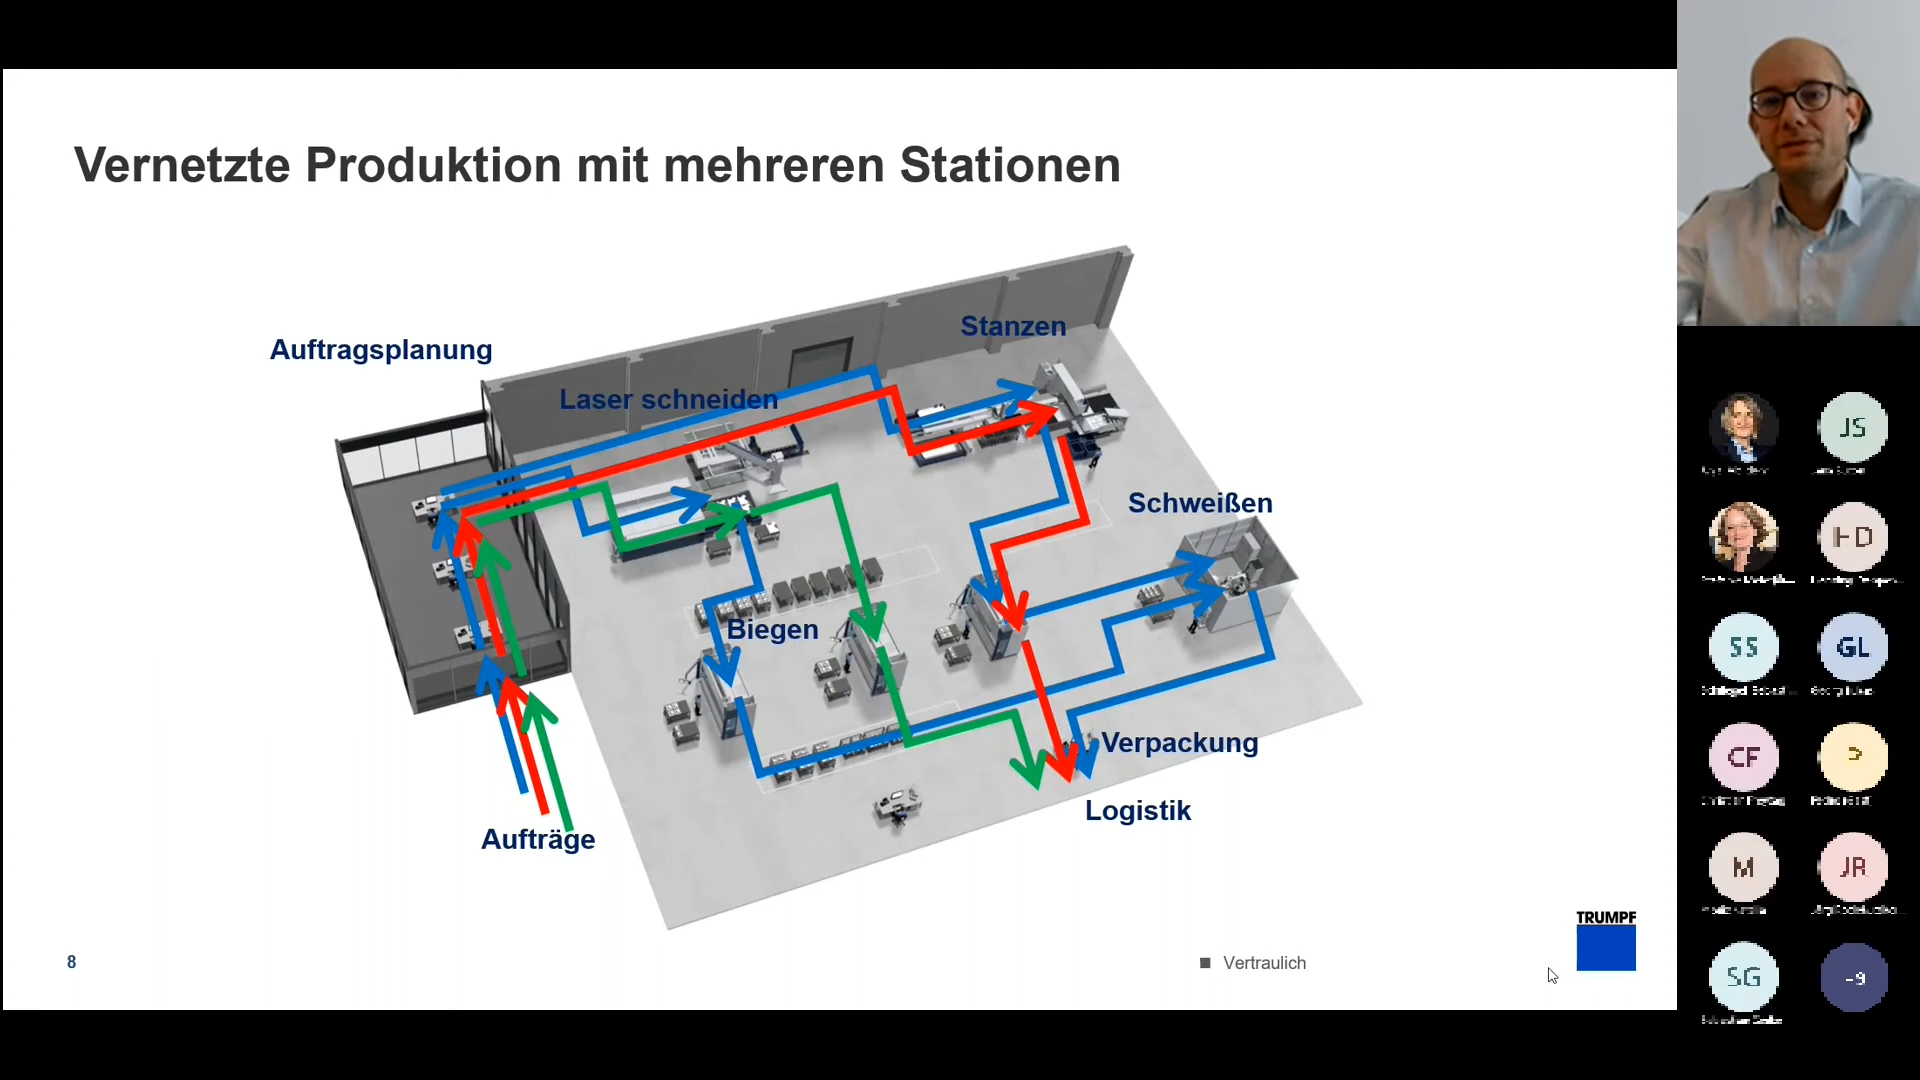 Vernetzte Produktion mit mehreren Stationen
Stanzen
Auftragsplanung
Laser schneiden
Schweißen
Biegen
Verpackung
Logistik
Aufträge
TRUMPF
8
Vertraulich
JS
SS
GL
CF
P
M
JR
SG